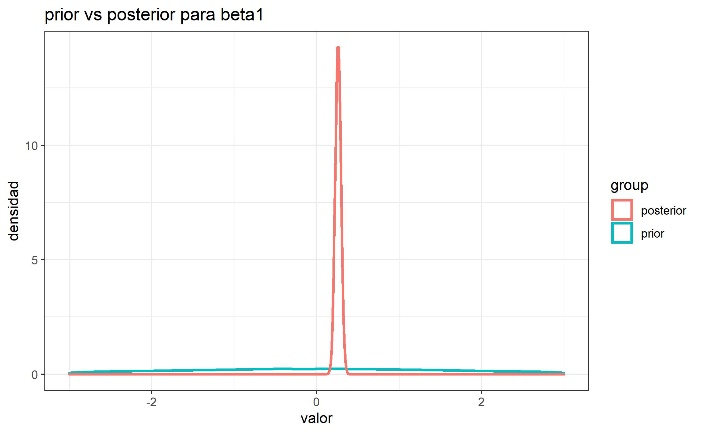 prior vs posterior para beta1
densidad
10
5
0
-2
0
2
valor
group
posterior
prior